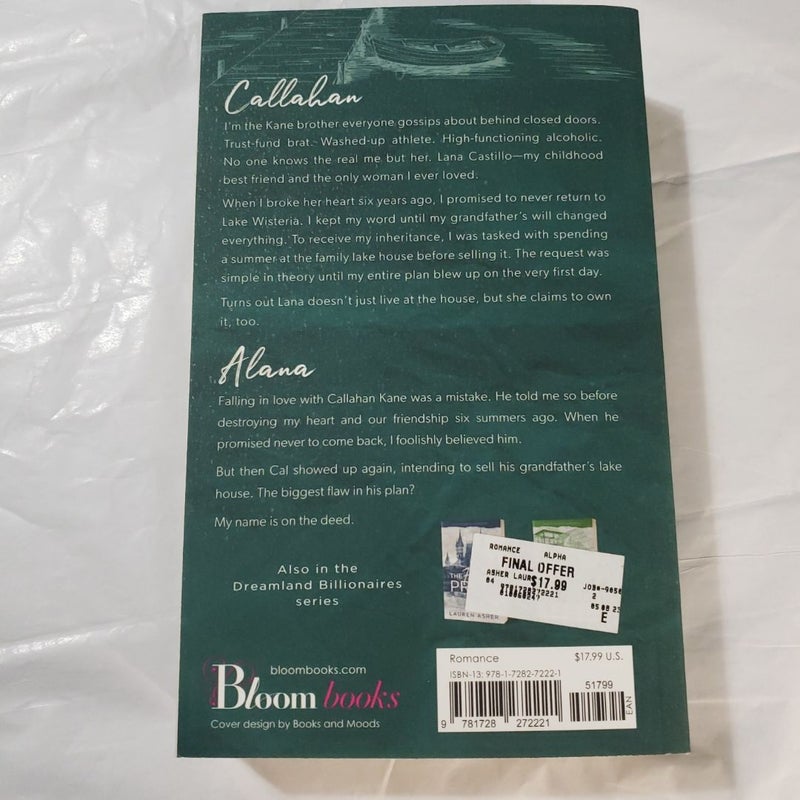 Callahan
I'm the Kane brother everyone gossips about behind closed doors.
Trust-fund brat. Washed-up athlete. High-functioning alcoholic.
No one knows the real me but her. Lana Castillo—my childhood
best friend and the only woman I ever loved.
When I broke her heart six years ago, I promised to never return to
Lake Wisteria. I kept my word until my grandfather's will changed
everything. To receive my inheritance, I was tasked with spending
a summer at the family lake house before selling it. The request was
simple in theory until my entire plan blew up on the very first day.
Turns out Lana doesn't just live at the house, but she claims to own
it, too.
Alana
Falling in love with Callahan Kane was a mistake. He told me so before
destroying my heart and our friendship six summers ago. When he
promised never to come back, I foolishly believed him.
But then Cal showed up again, intending to sell his grandfather's lake
house. The biggest flaw in his plan?
My name is on the deed.
Also in the
Dreamland Billionaires
series
THE
LAUREN ASHER
ROMANCE ALPHA
FINAL OFFER
ASHER LAUR $17.99
04 9781728272221
2
E
bloombooks.com
Bloom books
Cover design by Books and Moods
Romance $17.99 U.S.
ISBN-13: 978-1-7282-7222-1
51799
EAN
9 781728 272221